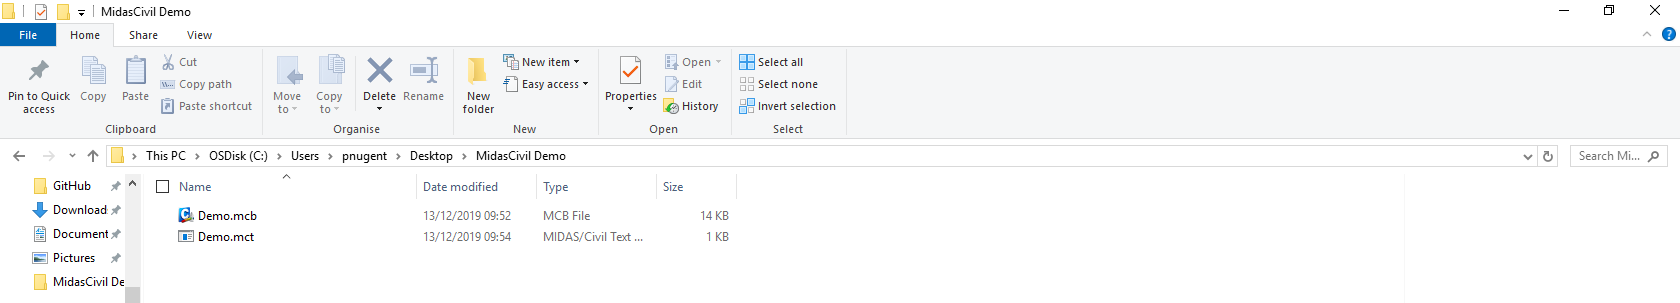 MidasCivil Demo
File Home Share View
Pin to Quick access
Copy
Paste
Cut
Copy path
Paste shortcut
Clipboard
Move to
Copy to
Delete
Rename
Organise
New folder
New item
Easy access
New
Properties
Open
Edit
History
Open
Select all
Select none
Invert selection
Select
This PC > OSDisk (C:) > Users > pnugent > Desktop > MidasCivil Demo
Search Mi...
GitHub
Download
Document
Pictures
MidasCivil De
Name Date modified Type Size
Demo.mcb 13/12/2019 09:52 MCB File 14 KB
Demo.mct 13/12/2019 09:54 MIDAS/Civil Text ... 1 KB